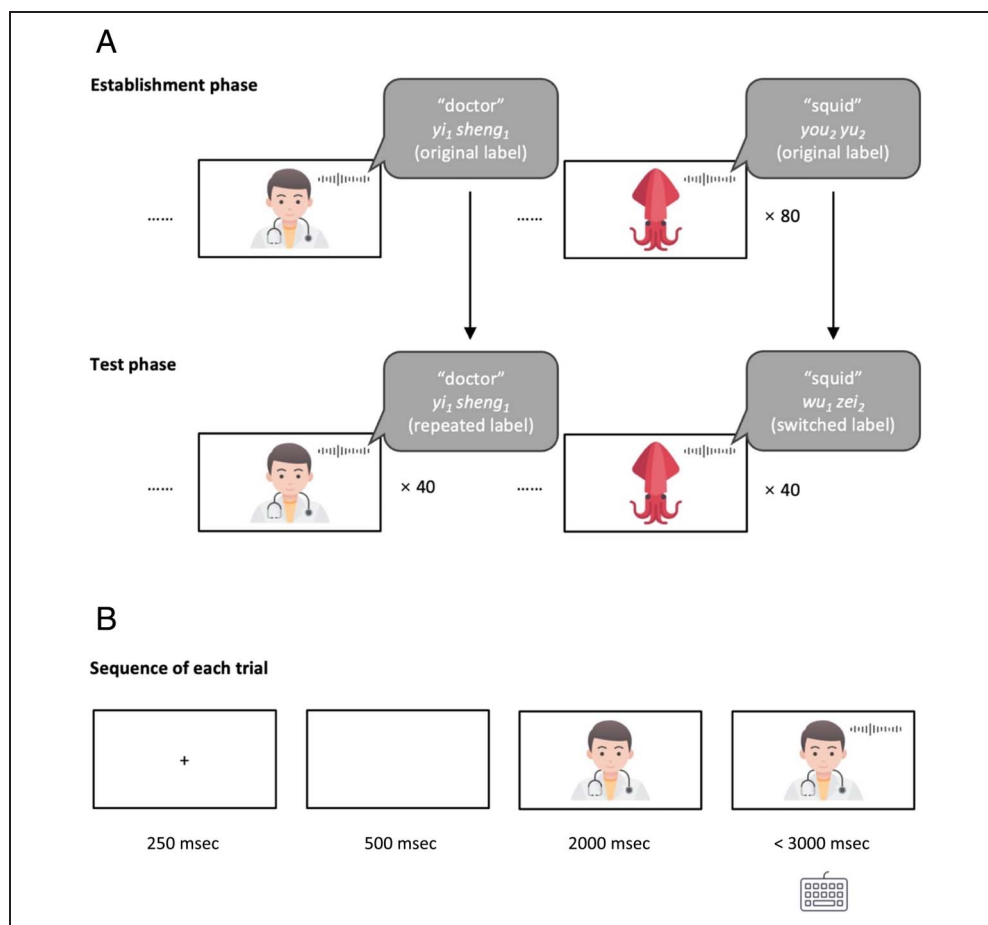 A
Establishment phase
“doctor”
yi₁ sheng₁
(original label)
“squid”
you₂ yu₂
(original label)
......
......
× 80
Test phase
“doctor”
yi₁ sheng₁
(repeated label)
“squid”
wu₁ zei₂
(switched label)
......
× 40
......
× 40
B
Sequence of each trial
+
250 msec
500 msec
2000 msec
< 3000 msec